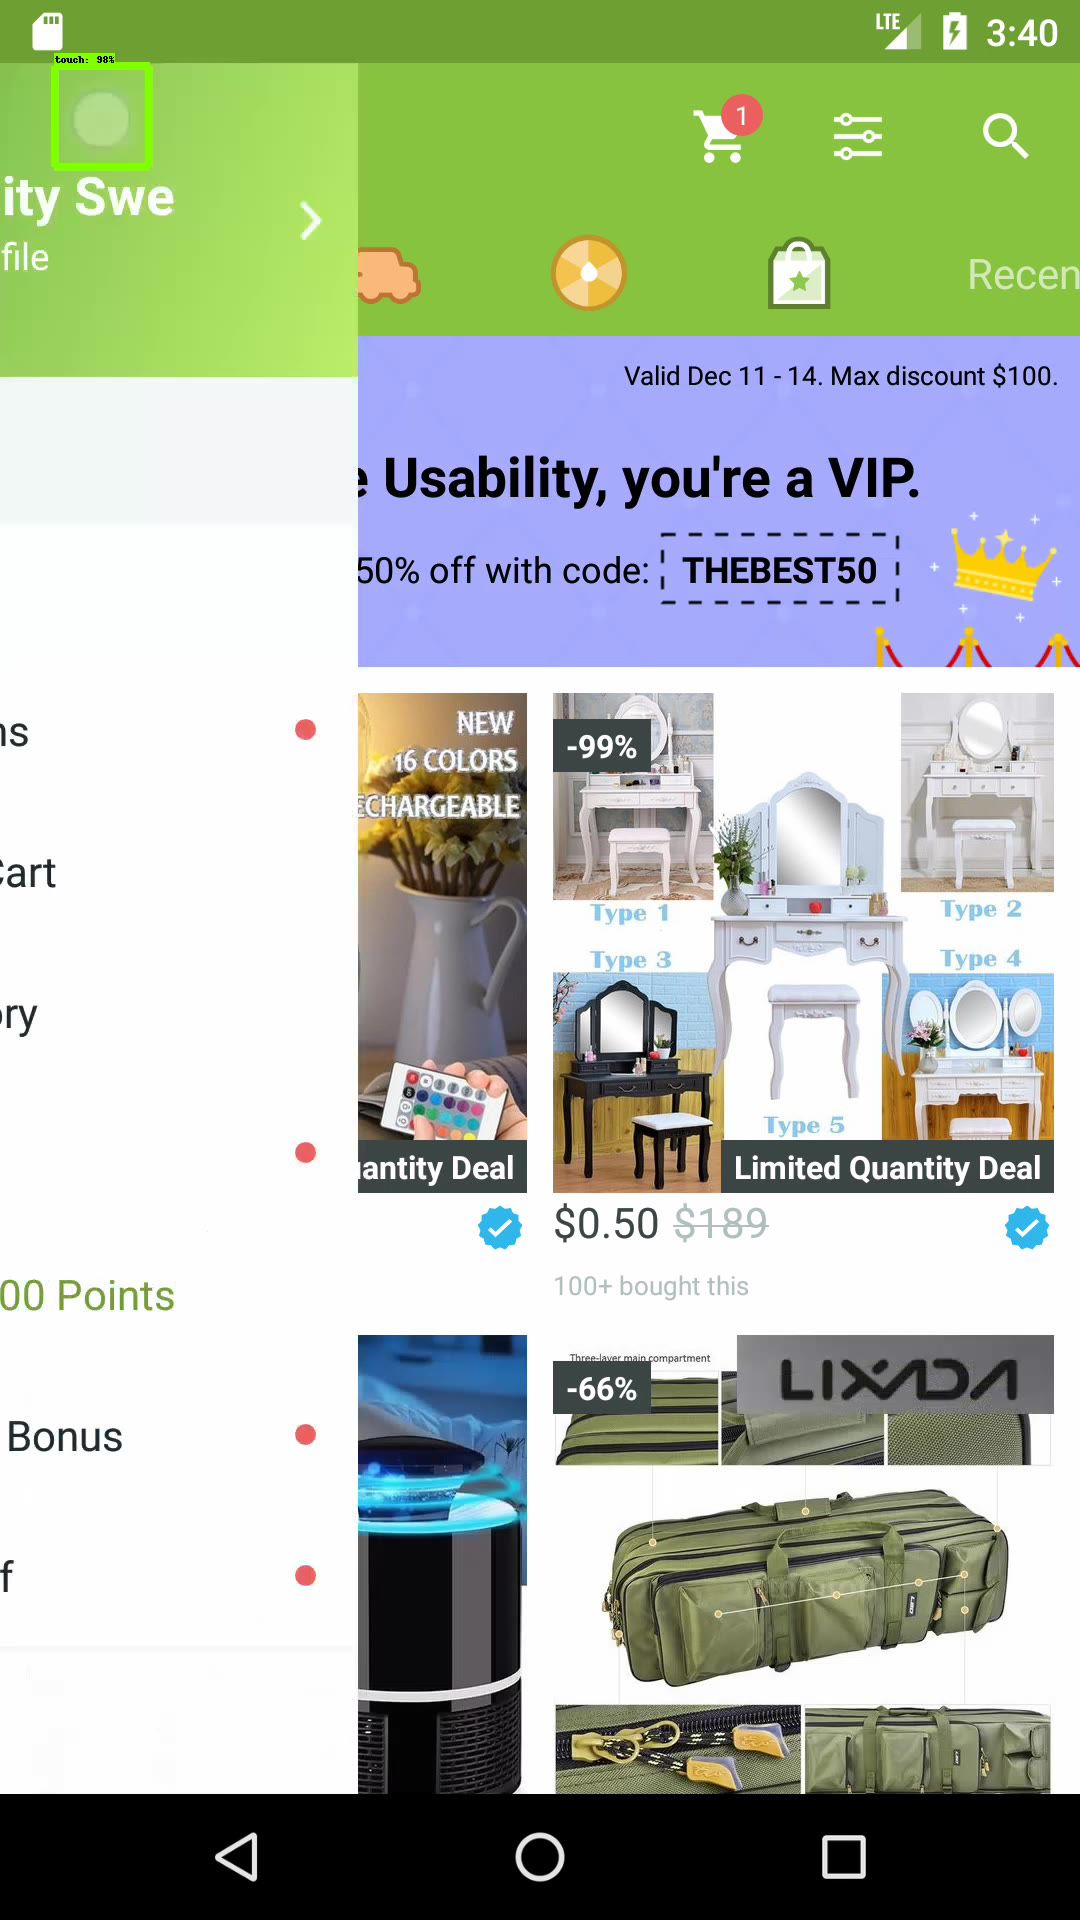 LTE 3:40
touch: 98%
1
ity Swe
file
Recen
Valid Dec 11 - 14. Max discount $100.
e Usability, you're a VIP.
50% off with code: THEBEST50
ns
Cart
ory
00 Points
Bonus
f
NEW
16 COLORS
ECHARGEABLE
uantity Deal
-99%
Type 1
Type 2
Type 3
Type 4
Type 5
Limited Quantity Deal
$0.50 $189
100+ bought this
Three-layer main compartment
-66%
LIXADA